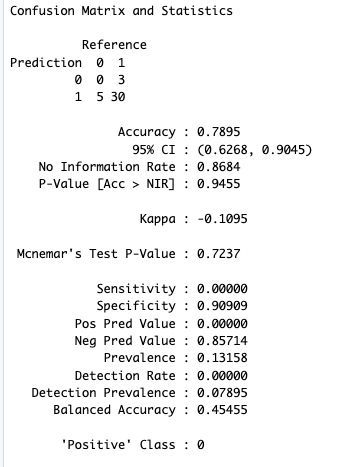 Confusion Matrix and Statistics
Reference
Prediction 0 1
0 0 3
1 5 30
Accuracy : 0.7895
95% CI : (0.6268, 0.9045)
No Information Rate : 0.8684
P-Value [Acc > NIR] : 0.9455
Kappa : -0.1095
Mcnemar's Test P-Value : 0.7237
Sensitivity : 0.00000
Specificity : 0.90909
Pos Pred Value : 0.00000
Neg Pred Value : 0.85714
Prevalence : 0.13158
Detection Rate : 0.00000
Detection Prevalence : 0.07895
Balanced Accuracy : 0.45455
'Positive' Class : 0